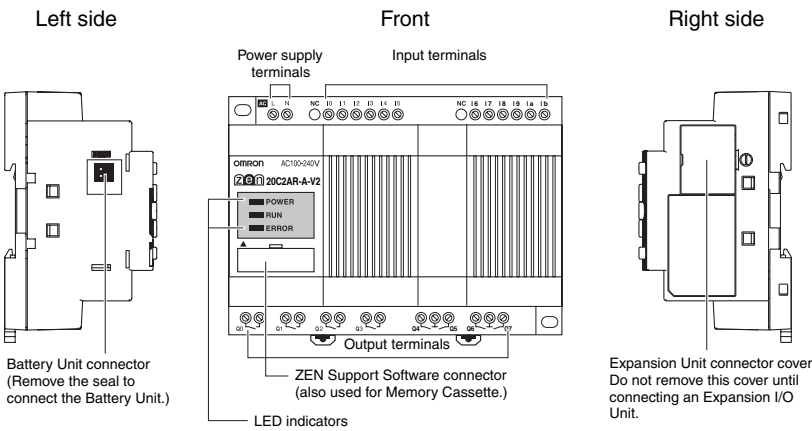 Left side
Front
Right side
Power supply
terminals
Input terminals
AC L N NC I0 I1 I2 I3 I4 I5 NC I6 I7 I8 I9 Ia Ib
OMRON AC100-240V
ZEN 20C2AR-A-V2
POWER
RUN
ERROR
Q0 Q1 Q2 Q3 Q4 Q5 Q6 Q7
Output terminals
Battery Unit connector
(Remove the seal to
connect the Battery Unit.)
ZEN Support Software connector
(also used for Memory Cassette.)
LED indicators
Expansion Unit connector cover
Do not remove this cover until
connecting an Expansion I/O
Unit.